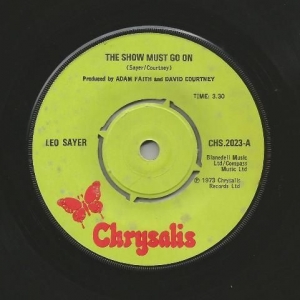 THE SHOW MUST GO ON
(Sayer/Courtney)
Produced by ADAM FAITH and DAVID COURTNEY
TIME: 3.30
LEO SAYER
CHS.2023-A
Blandell Music
Ltd/Compass
Music Ltd
℗ 1973 Chrysalis
Records Ltd
Chrysalis